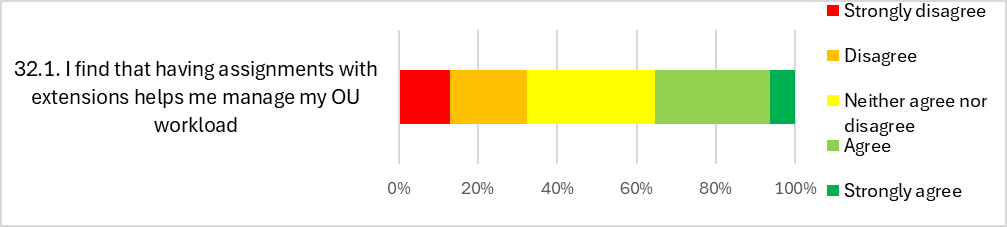 32.1. I find that having assignments with
extensions helps me manage my OU
workload
0% 20% 40% 60% 80% 100%
Strongly disagree
Disagree
Neither agree nor
disagree
Agree
Strongly agree